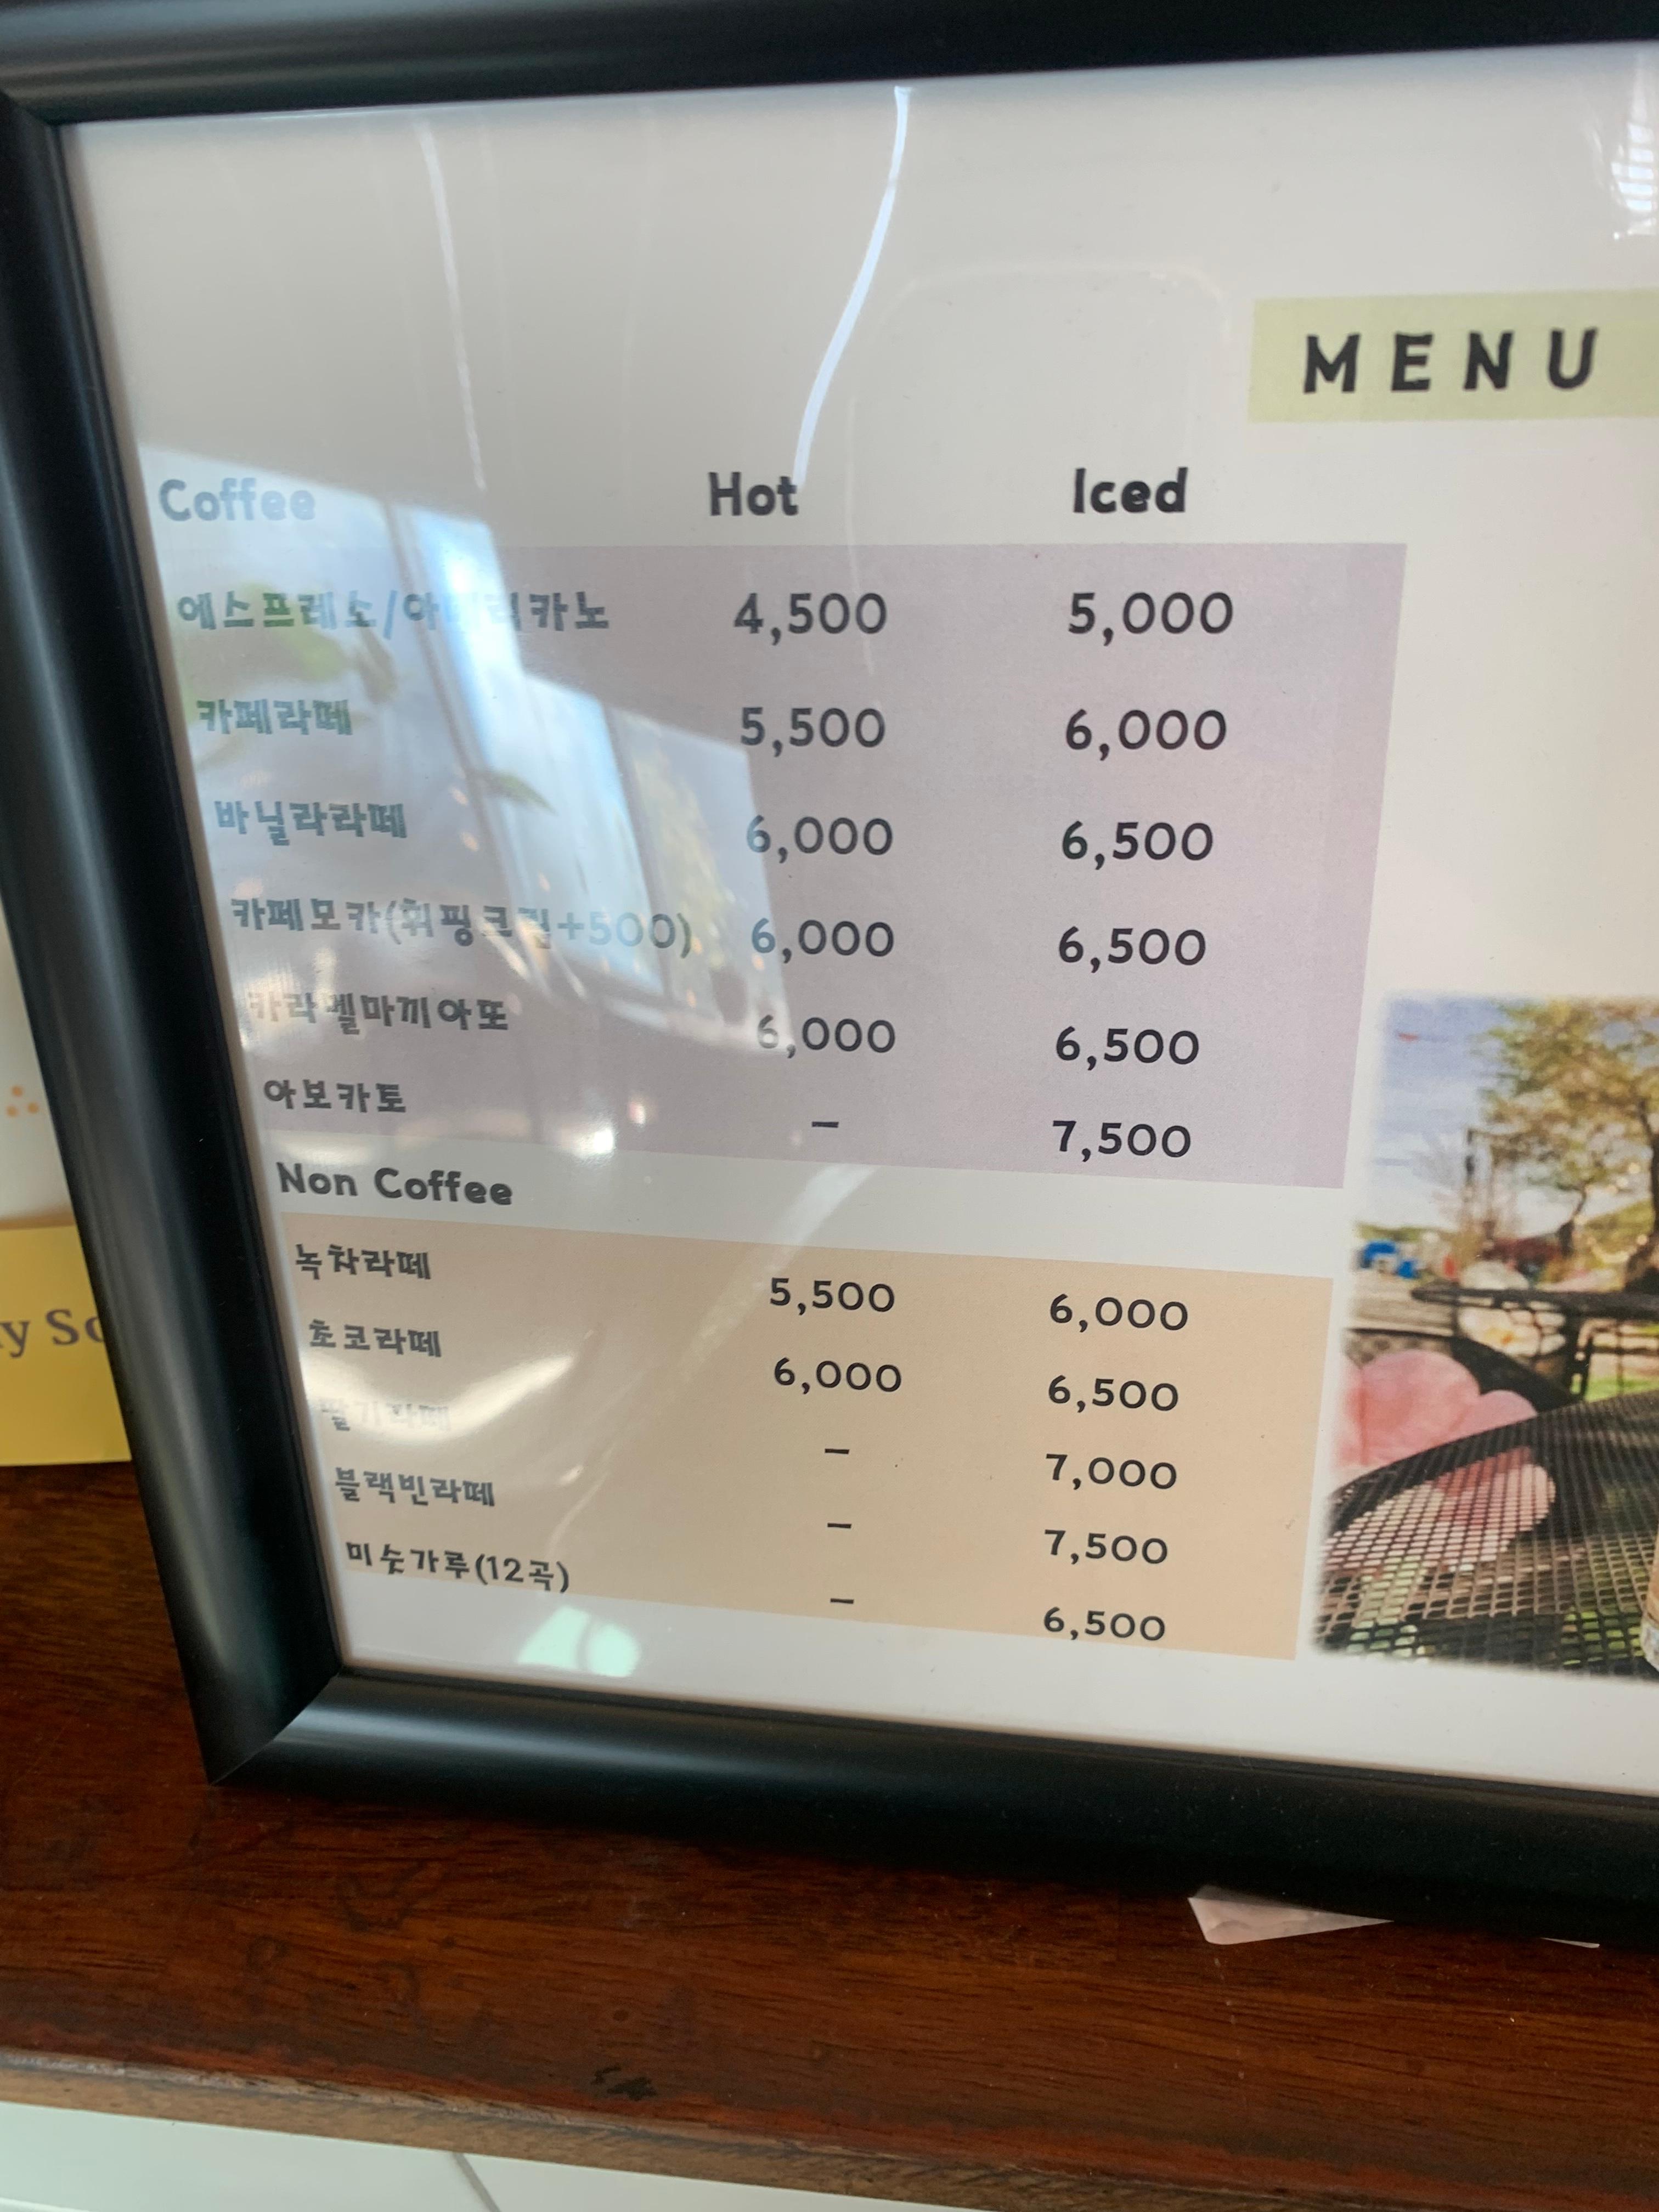 MENU
Coffee Hot Iced
에스프레소/아메리카노 4,500 5,000
카페라떼 5,500 6,000
바닐라라떼 6,000 6,500
카페모카(휘핑크림+500) 6,000 6,500
카라멜마끼아또 6,000 6,500
아보카토 – 7,500
Non Coffee
녹차라떼 5,500 6,000
초코라떼 6,000 6,500
딸기라떼 – 7,000
블랙빈라떼 – 7,500
미숫가루(12곡) – 6,500